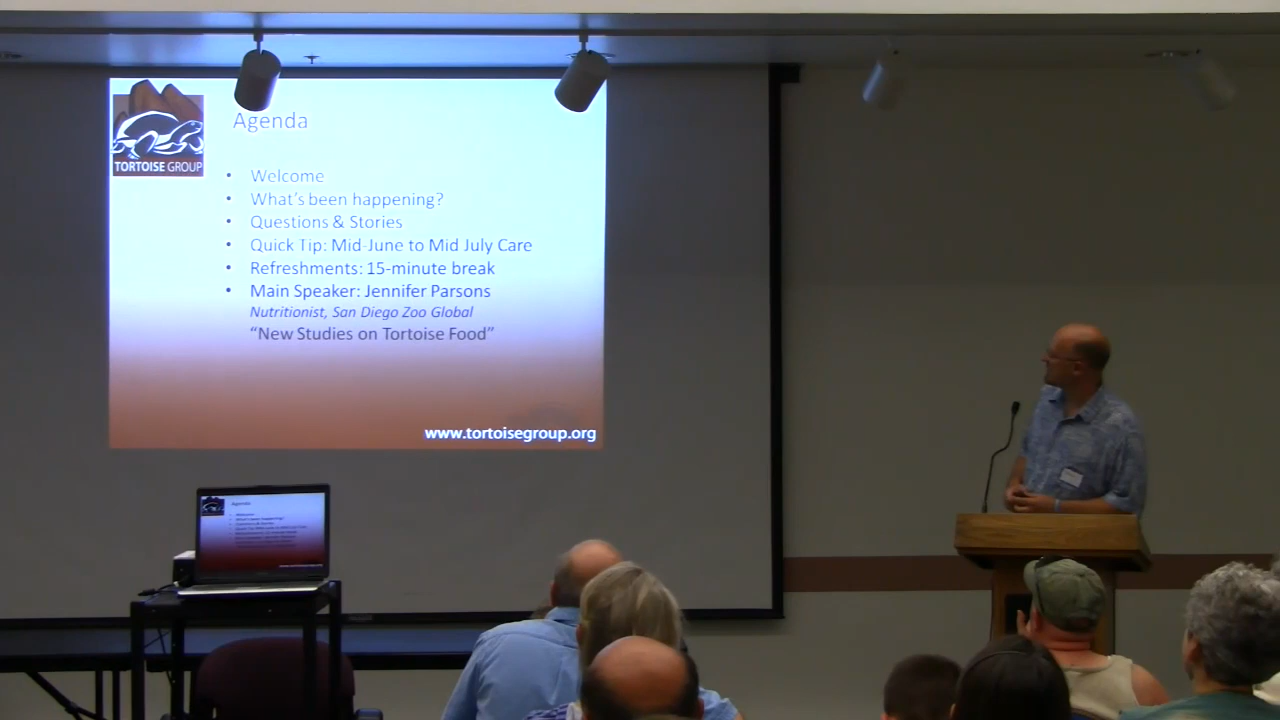 TORTOISE GROUP
Agenda
• Welcome
• What's been happening?
• Questions & Stories
• Quick Tip: Mid-June to Mid July Care
• Refreshments: 15-minute break
• Main Speaker: Jennifer Parsons
Nutritionist, San Diego Zoo Global
“New Studies on Tortoise Food”
www.tortoisegroup.org
Agenda